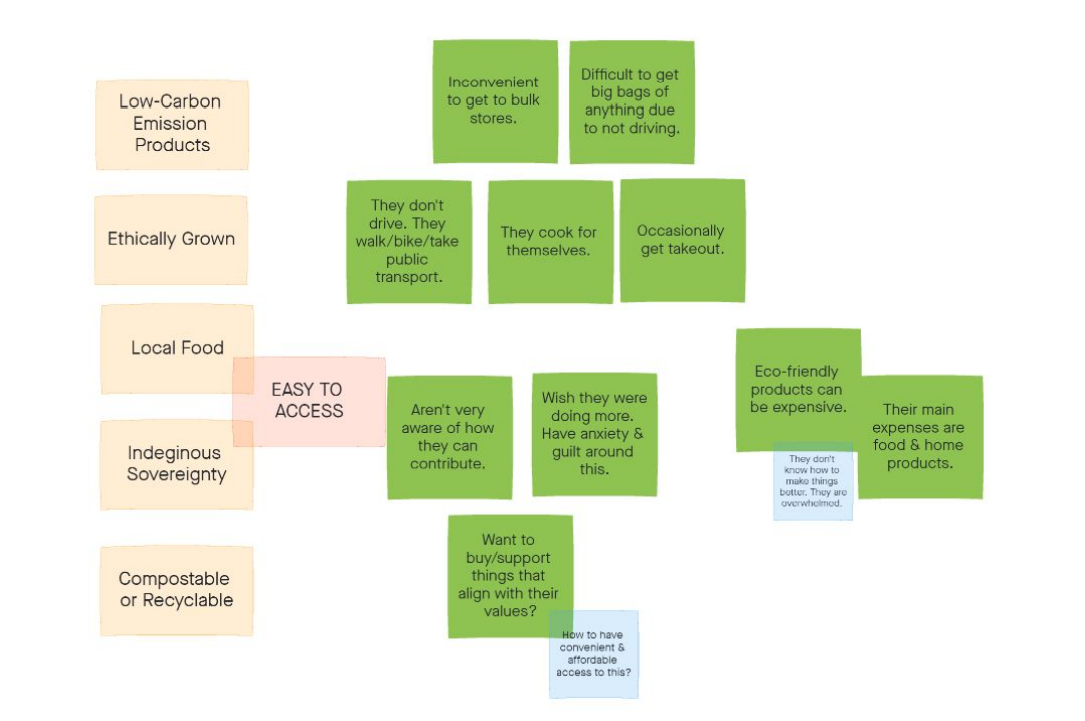 Low-Carbon
Emission
Products
Ethically Grown
Local Food
Indeginous
Sovereignty
Compostable
or Recyclable
EASY TO
ACCESS
Inconvenient
to get to bulk
stores.
Difficult to get
big bags of
anything due
to not driving.
They don't
drive. They
walk/bike/take
public
transport.
They cook for
themselves.
Occasionally
get takeout.
Aren't very
aware of how
they can
contribute.
Wish they were
doing more.
Have anxiety &
guilt around
this.
Eco-friendly
products can
be expensive.
Their main
expenses are
food & home
products.
They don't
know how to
make things
better. They are
overwhelmed.
Want to
buy/support
things that
align with their
values?
How to have
convenient &
affordable
access to this?